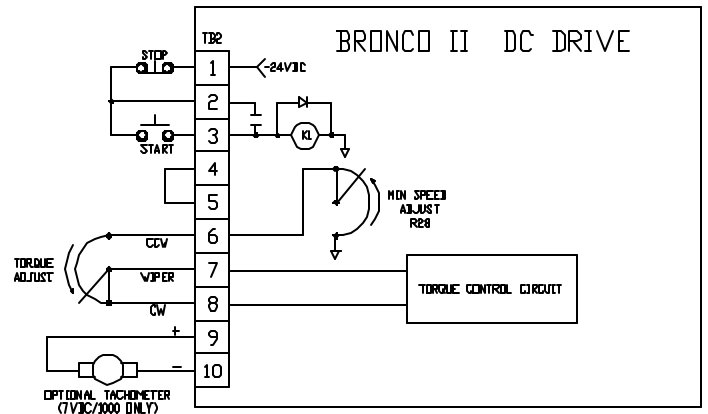 BRONCO II DC DRIVE
TB2
STOP
1
-24VDC
2
3
K1
START
4
5
MIN SPEED
ADJUST
R28
6
CCW
TORQUE
ADJUST
7
WIPER
8
CW
TORQUE CONTROL CIRCUIT
+
9
−
10
OPTIONAL TACHOMETER
(7VDC/1000 ONLY)